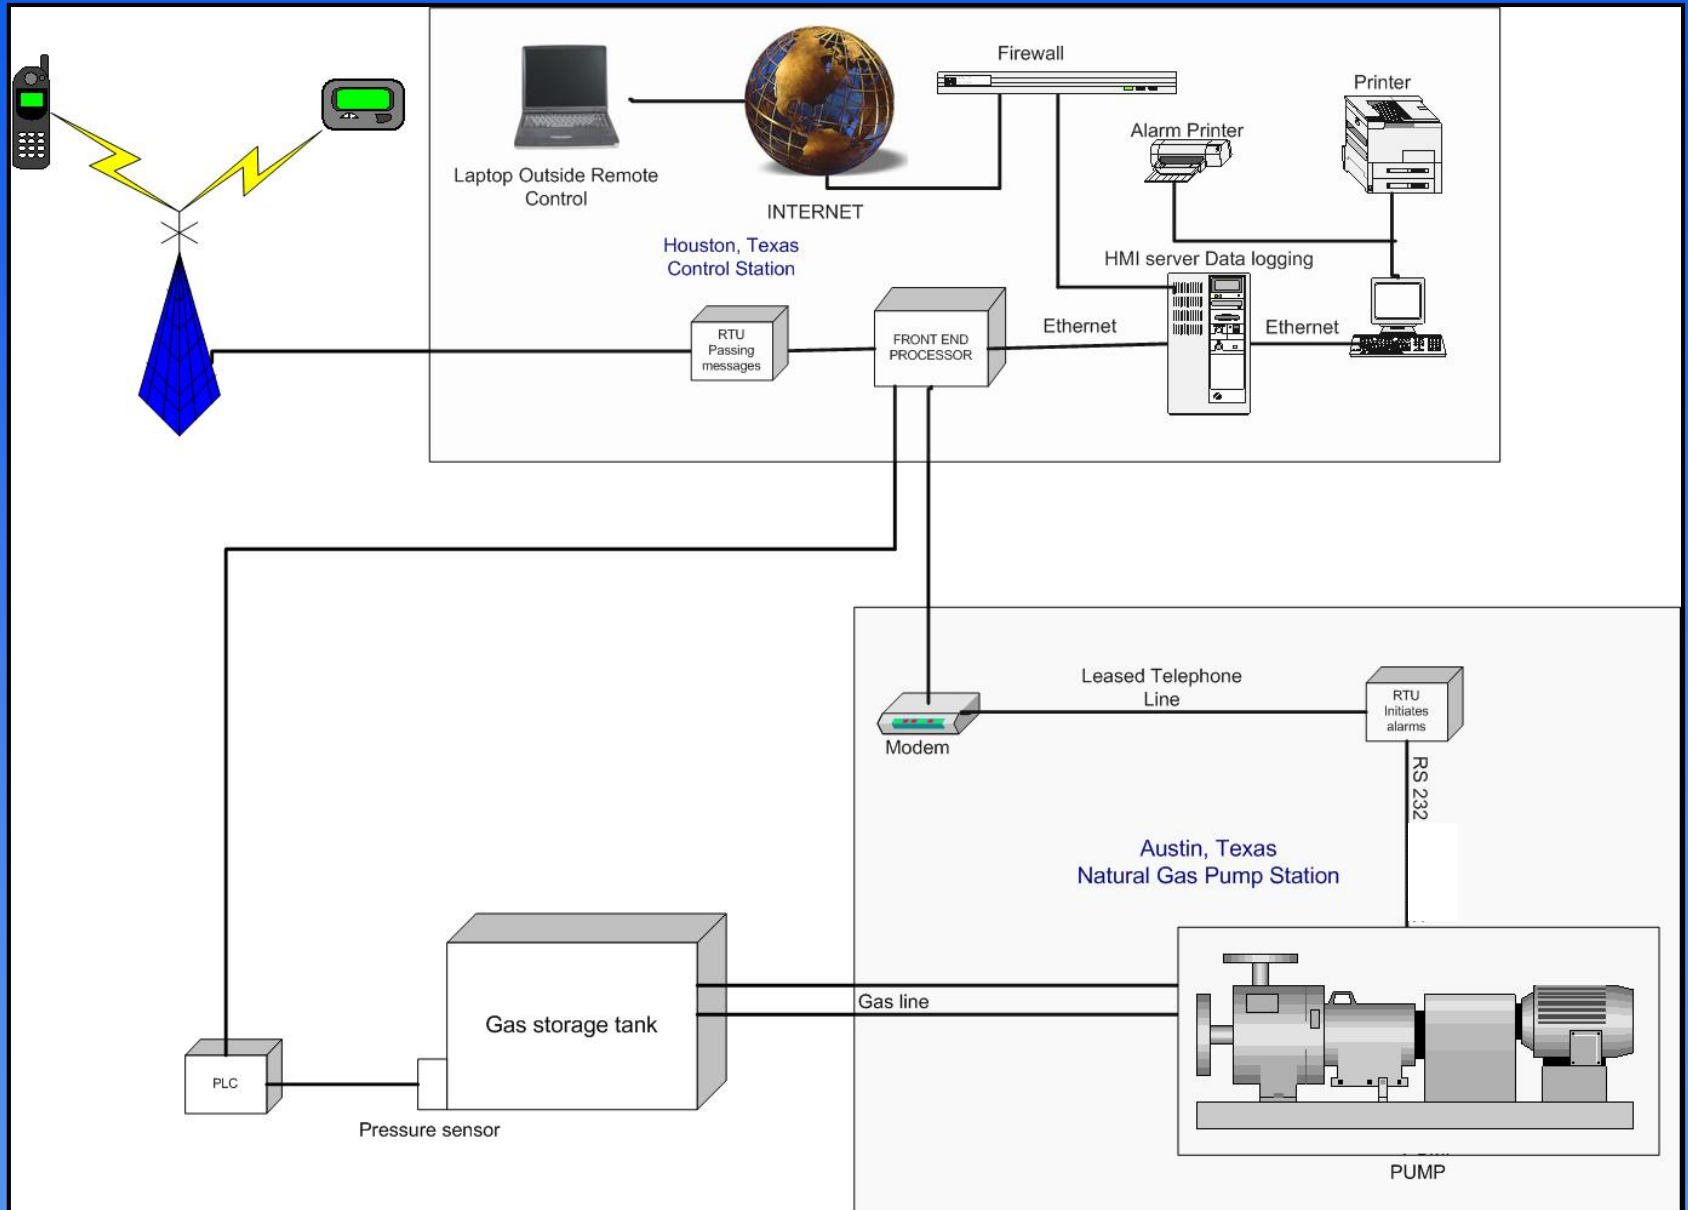 Firewall
Printer
Alarm Printer
Laptop Outside Remote
Control
INTERNET
Houston, Texas
Control Station
HMI server Data logging
RTU
Passing
messages
FRONT END
PROCESSOR
Ethernet
Ethernet
Leased Telephone
Line
RTU
Initiates
alarms
Modem
RS 232
Austin, Texas
Natural Gas Pump Station
Gas line
Gas storage tank
PLC
Pressure sensor
PUMP